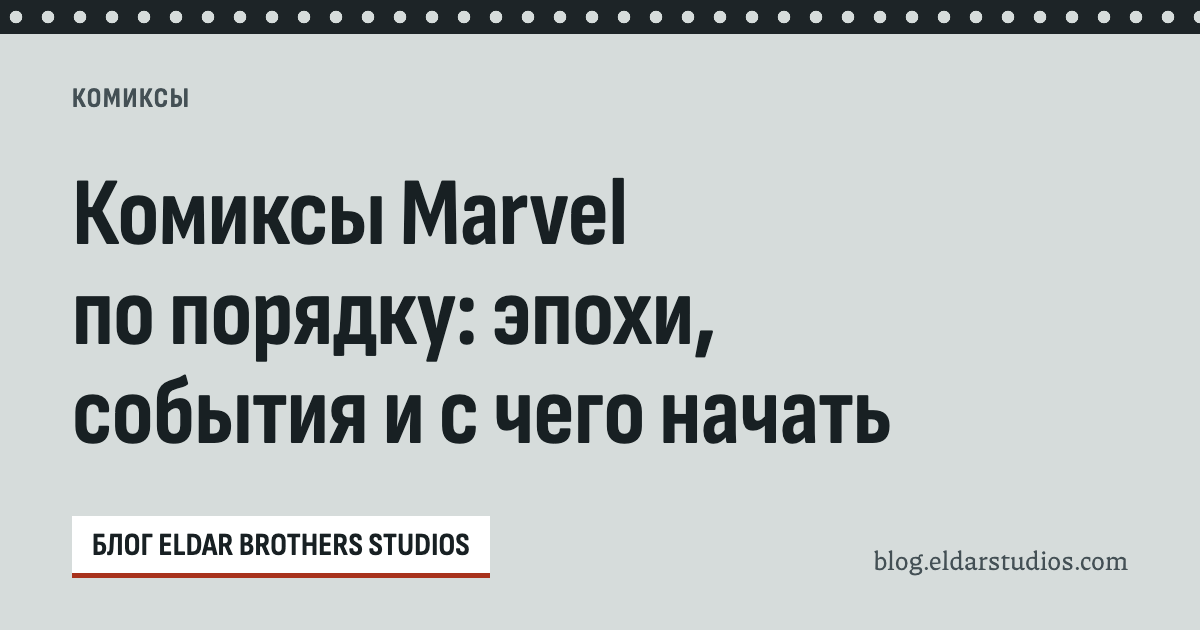 КОМИКСЫ
Комиксы Marvel
по порядку: эпохи,
события и с чего начать
БЛОГ ELDAR BROTHERS STUDIOS
blog.eldarstudios.com